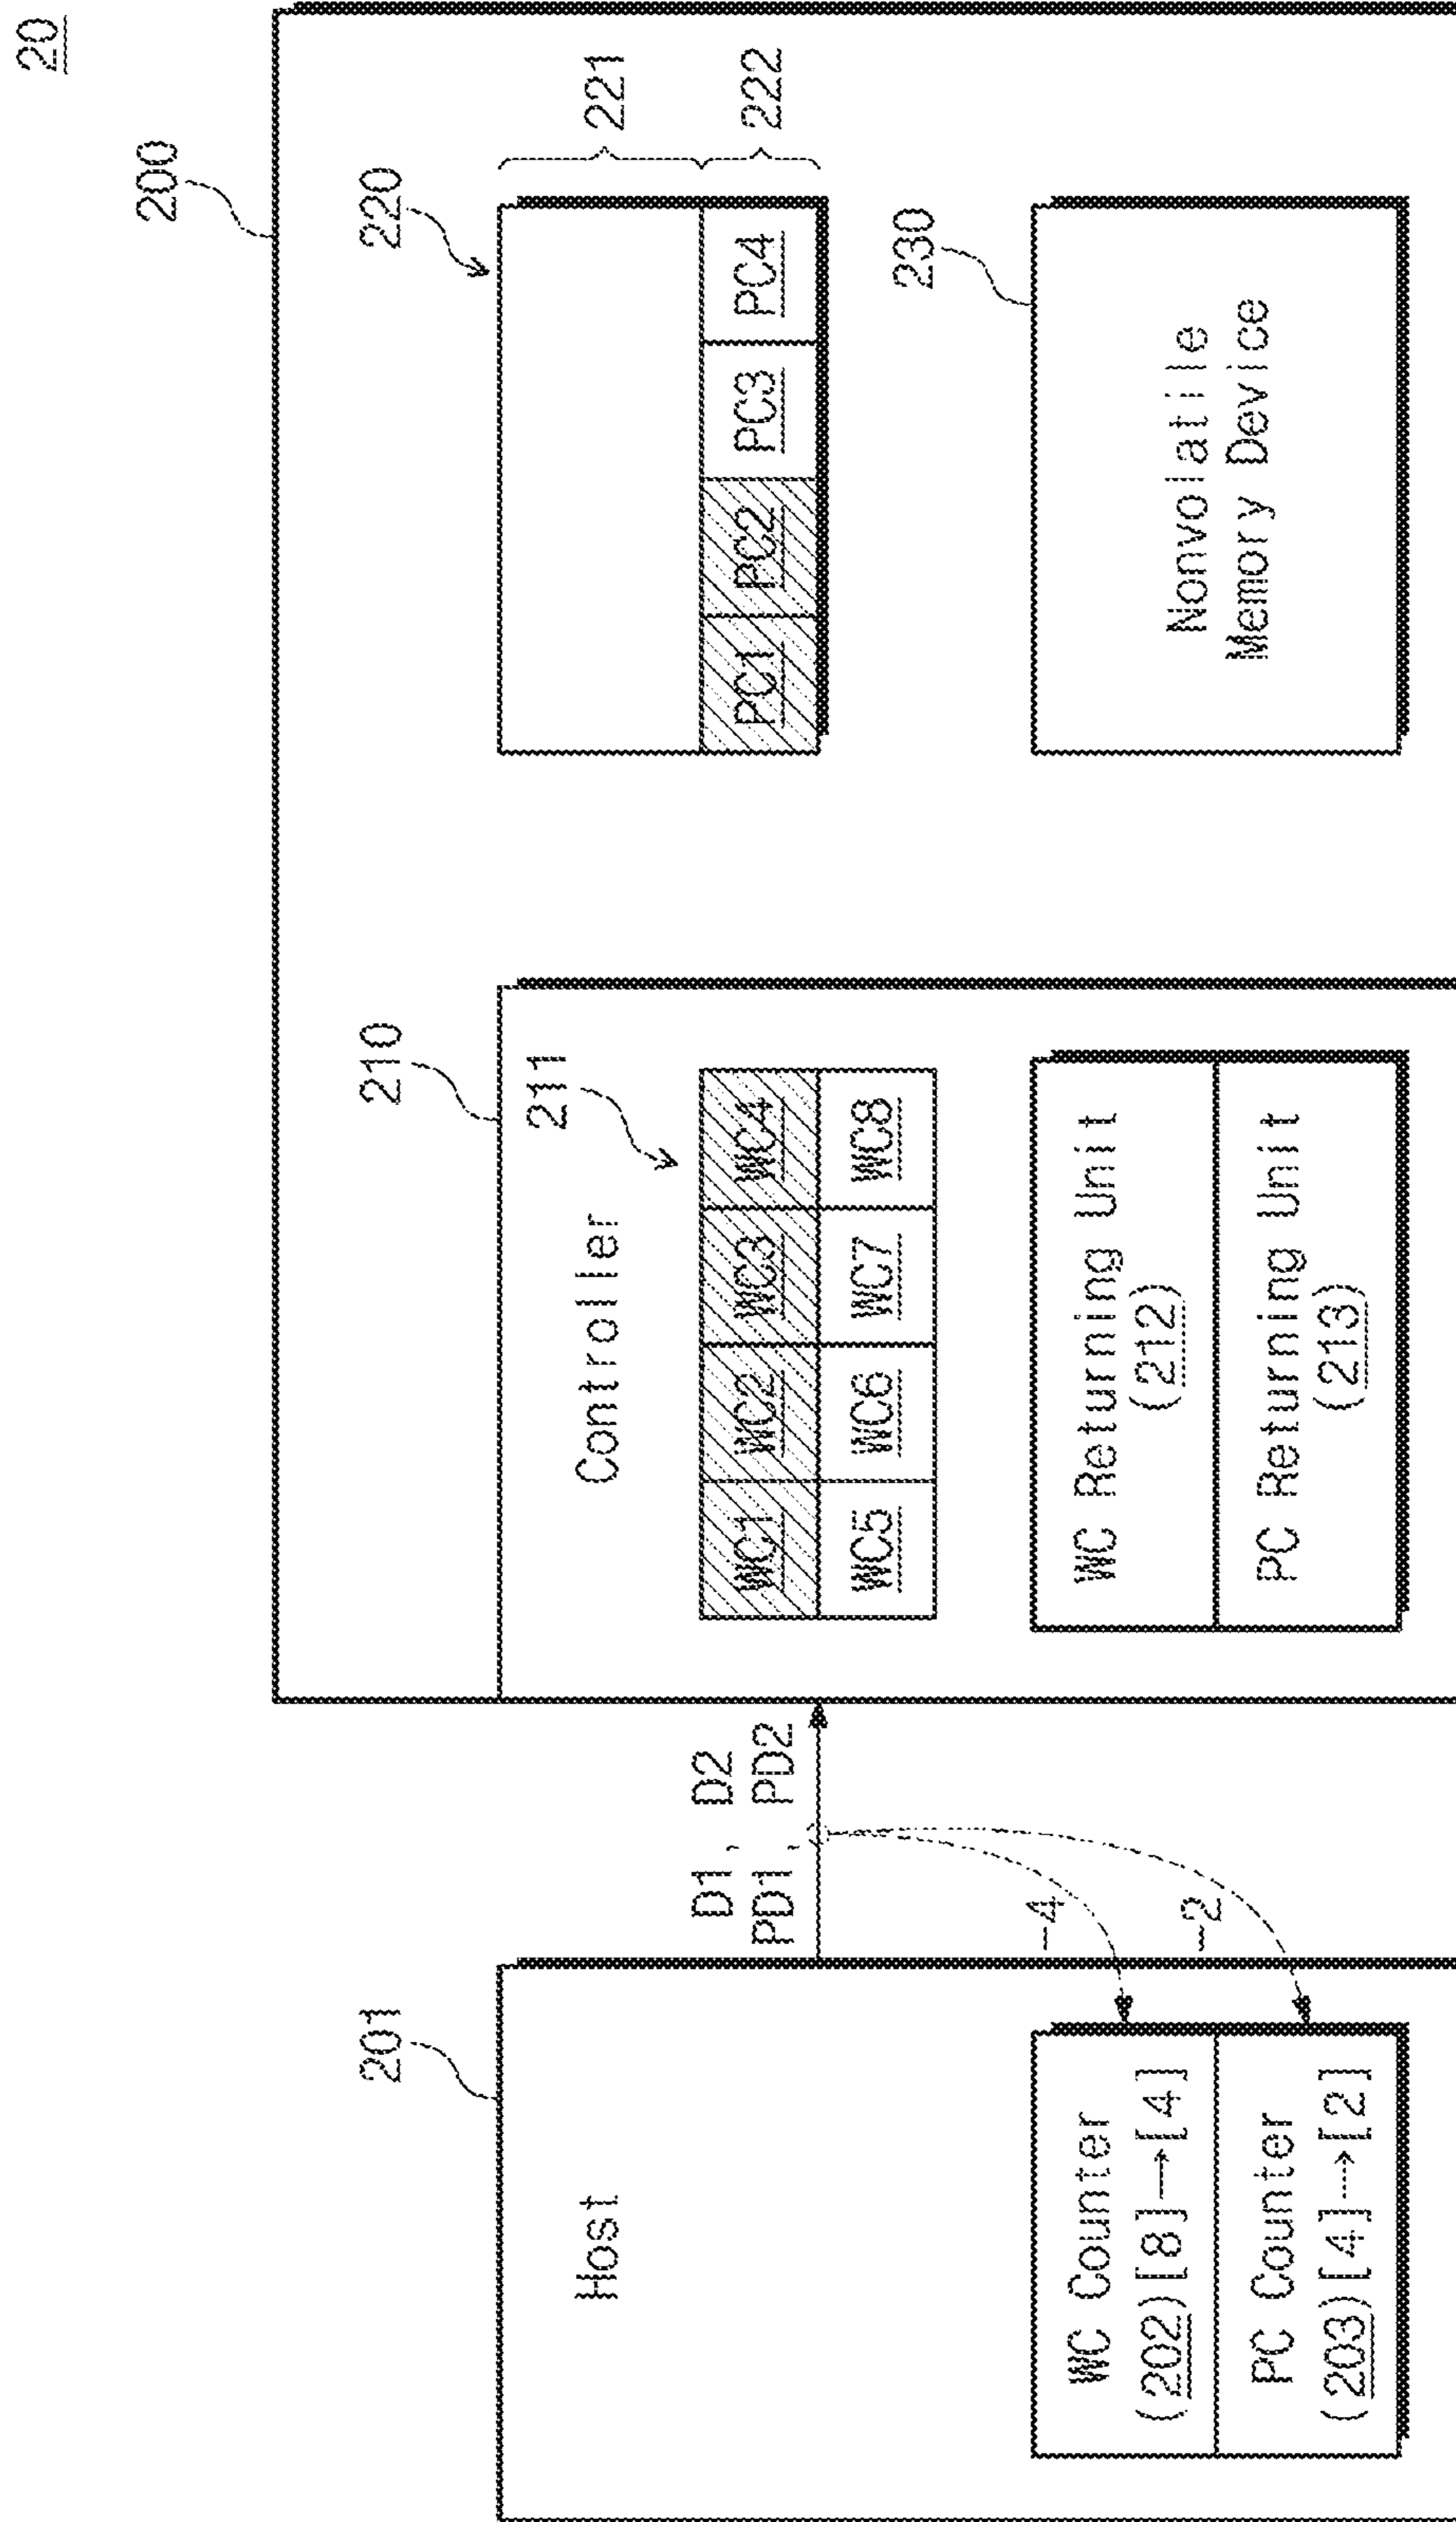 20
200
201
Host
WC Counter
(202)[8]→[4]
PC Counter
(203)[4]→[2]
D1, D2
PD1, PD2
-4
-2
210
Controller
211
WC1 WC2 WC3 WC4
WC5 WC6 WC7 WC8
WC Returning Unit
(212)
PC Returning Unit
(213)
220
221
222
PC1 PC2 PC3 PC4
230
Nonvolatile
Memory Device